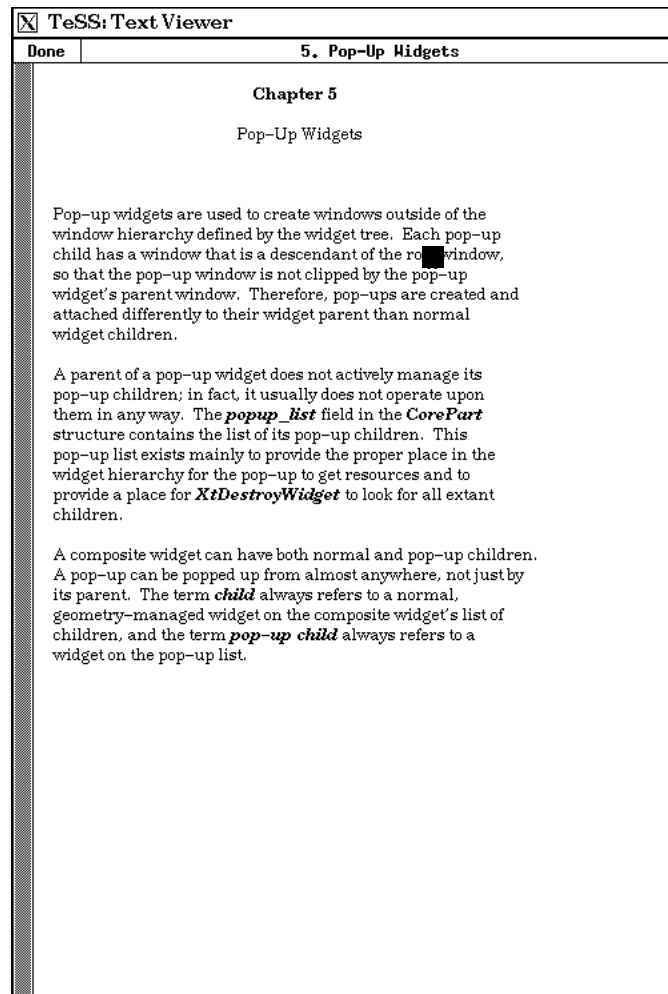 TeSS: Text Viewer
Done
5. Pop-Up Widgets
Chapter 5
Pop-Up Widgets
Pop-up widgets are used to create windows outside of the
window hierarchy defined by the widget tree. Each pop-up
child has a window that is a descendant of the window,
so that the pop-up window is not clipped by the pop-up
widget's parent window. Therefore, pop-ups are created and
attached differently to their widget parent than normal
widget children.
A parent of a pop-up widget does not actively manage its
pop-up children; in fact, it usually does not operate upon
them in any way. The popup_list field in the CorePart
structure contains the list of its pop-up children. This
pop-up list exists mainly to provide the proper place in the
widget hierarchy for the pop-up to get resources and to
provide a place for XtDestroyWidget to look for all extant
children.
A composite widget can have both normal and pop-up children.
A pop-up can be popped up from almost anywhere, not just by
its parent. The term child always refers to a normal,
geometry-managed widget on the composite widget's list of
children, and the term pop-up child always refers to a
widget on the pop-up list.